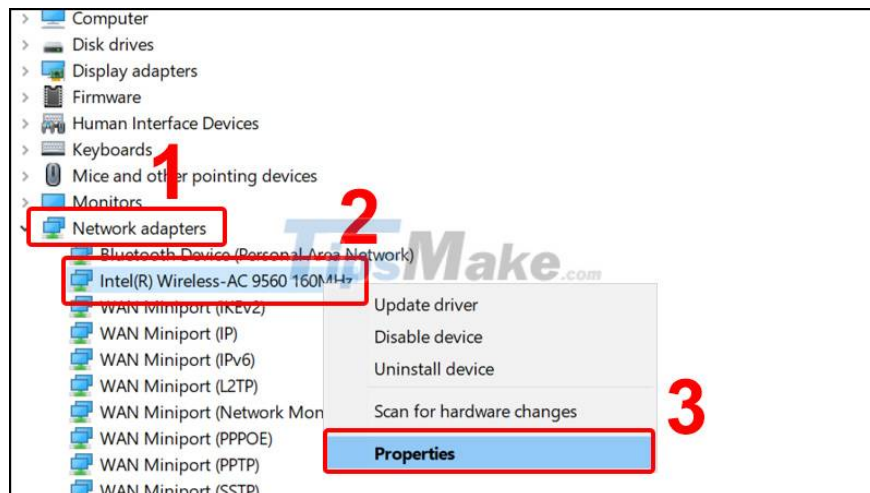 Computer
Disk drives
Display adapters
Firmware
Human Interface Devices
Keyboards
1
Mice and other pointing devices
Monitors
2
Network adapters
TipsMake.com
Bluetooth Device (Personal Area Network)
Intel(R) Wireless-AC 9560 160MHz
WAN Miniport (IKEv2)
Update driver
WAN Miniport (IP)
Disable device
WAN Miniport (IPv6)
Uninstall device
WAN Miniport (L2TP)
WAN Miniport (Network Mon
Scan for hardware changes
3
WAN Miniport (PPPOE)
Properties
WAN Miniport (PPTP)
WAN Miniport (SSTP)